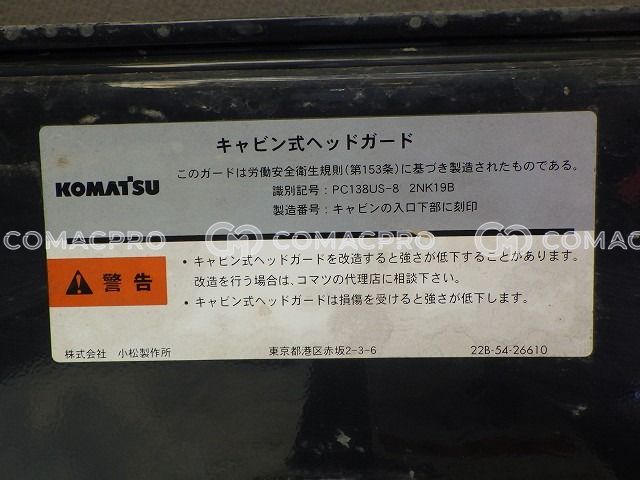 キャビン式ヘッドガード
このガードは労働安全衛生規則(第153条)に基づき製造されたものである。
KOMATSU
識別記号：PC138US-8 2NK19B
製造番号：キャビンの入口下部に刻印
COMACPRO COMACPRO COMACPRO
・キャビン式ヘッドガードを改造すると強さが低下することがあります。
改造を行う場合は、コマツの代理店に相談下さい。
警告
・キャビン式ヘッドガードは損傷を受けると強さが低下します。
株式会社 小松製作所 東京都港区赤坂2-3-6 22B-54-26610